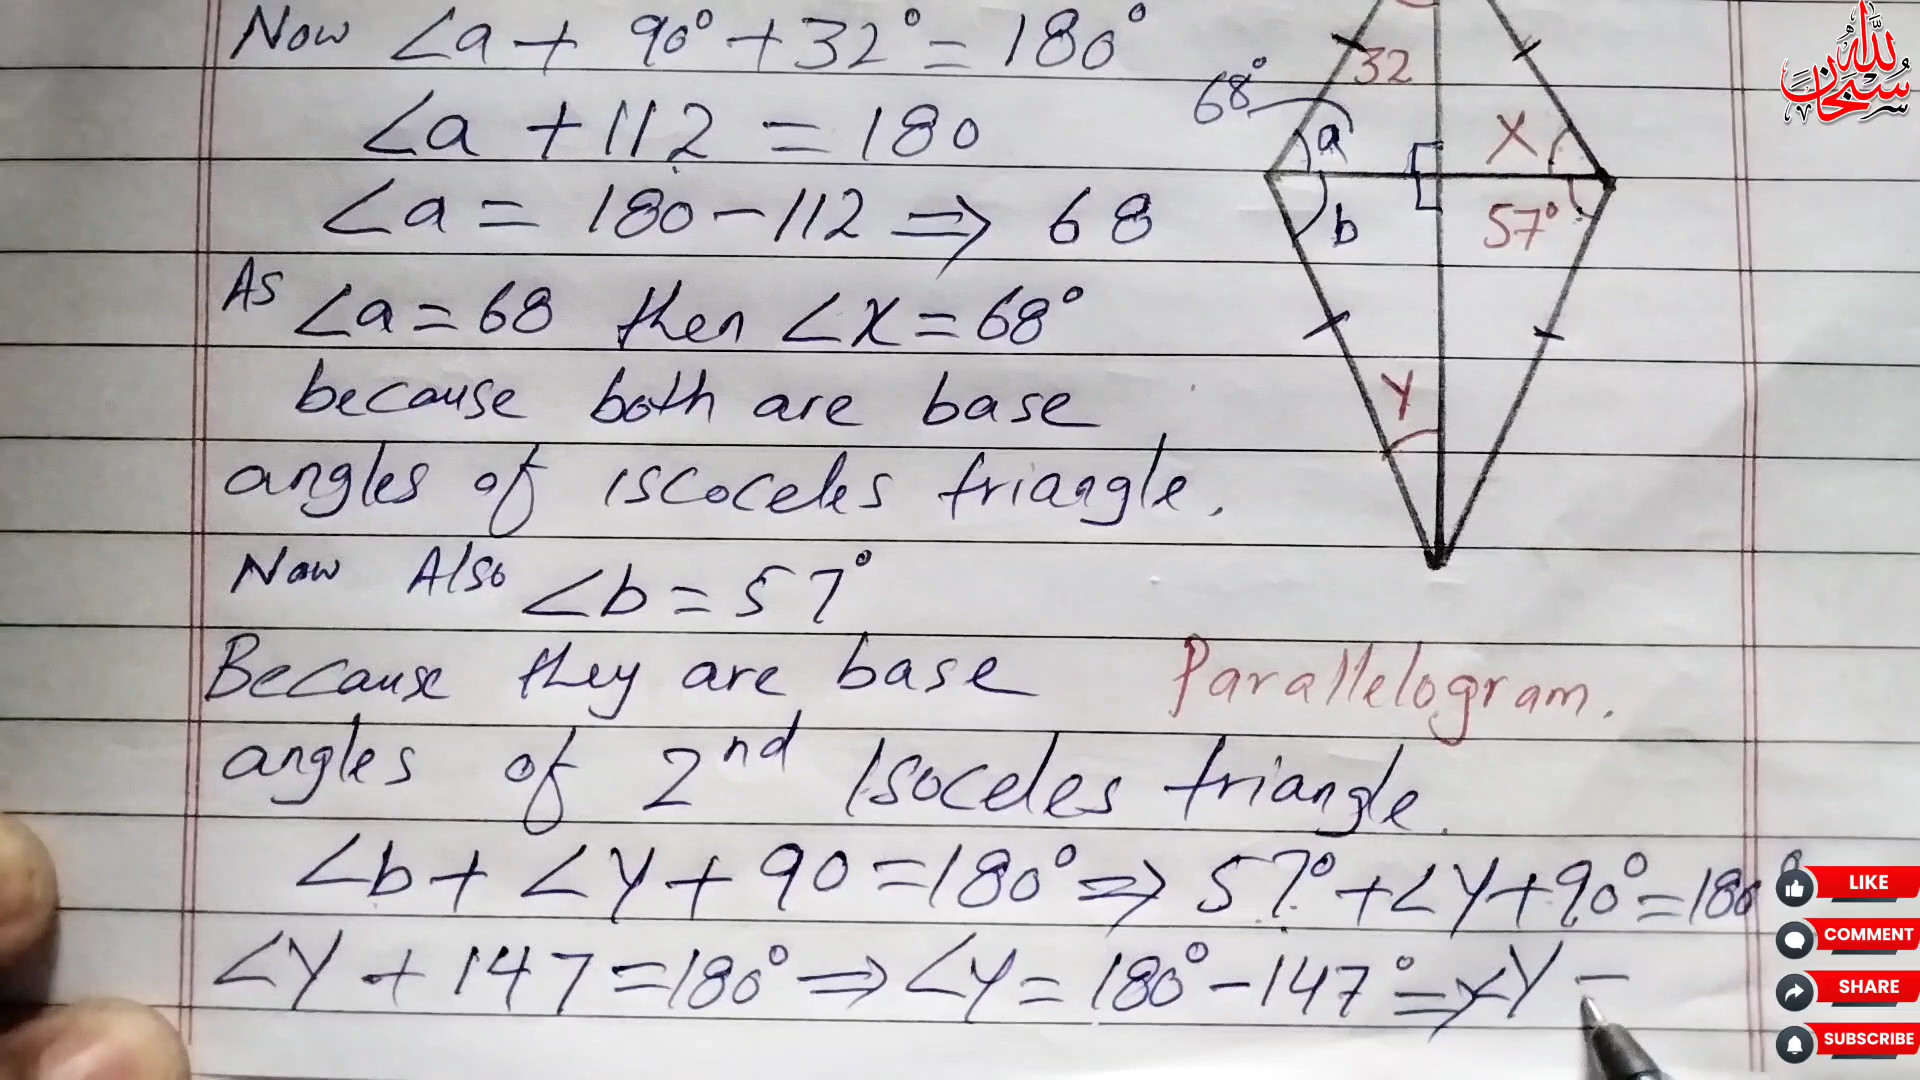 Now ∠a + 90° + 32° = 180°
∠a + 112 = 180
∠a = 180 - 112 ⇒ 68
As ∠a = 68 then ∠x = 68°
because both are base
angles of iscoceles triangle.
Now Also ∠b = 57°
Because they are base
angles of 2nd Isoceles triangle.
∠b + ∠Y + 90 = 180° ⇒ 57° + ∠Y + 90° = 180°
∠Y + 147 = 180° ⇒ ∠Y = 180° - 147° ⇒ ∠Y -
32
68°
a
X
b
57°
Y
Parallelogram.
سُبْحَانَ اللّٰه
LIKE
COMMENT
SHARE
SUBSCRIBE